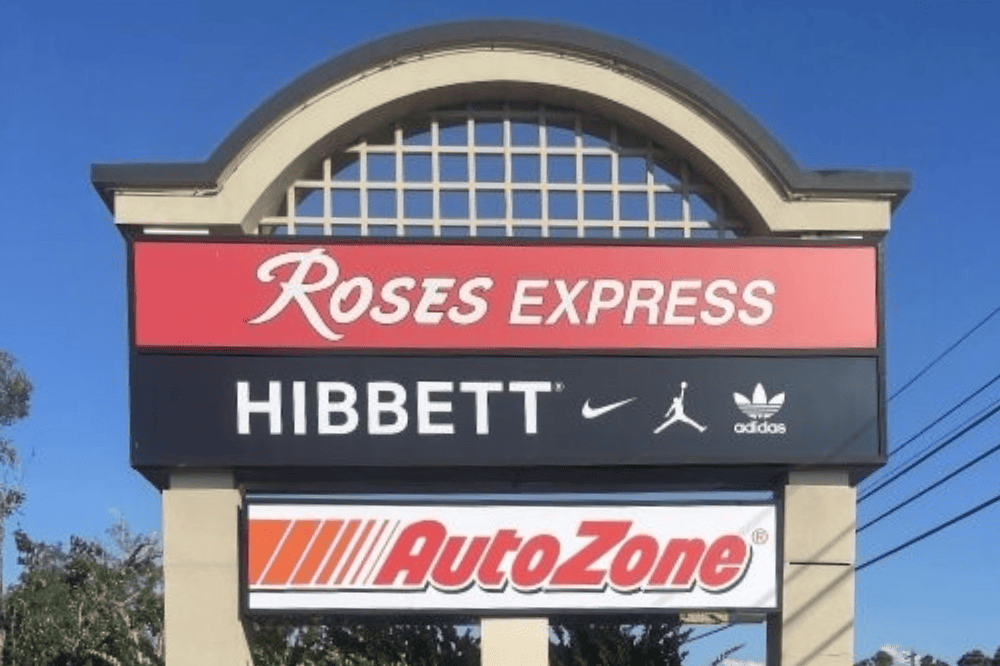 ROSES EXPRESS
HIBBETT® adidas
AutoZone®